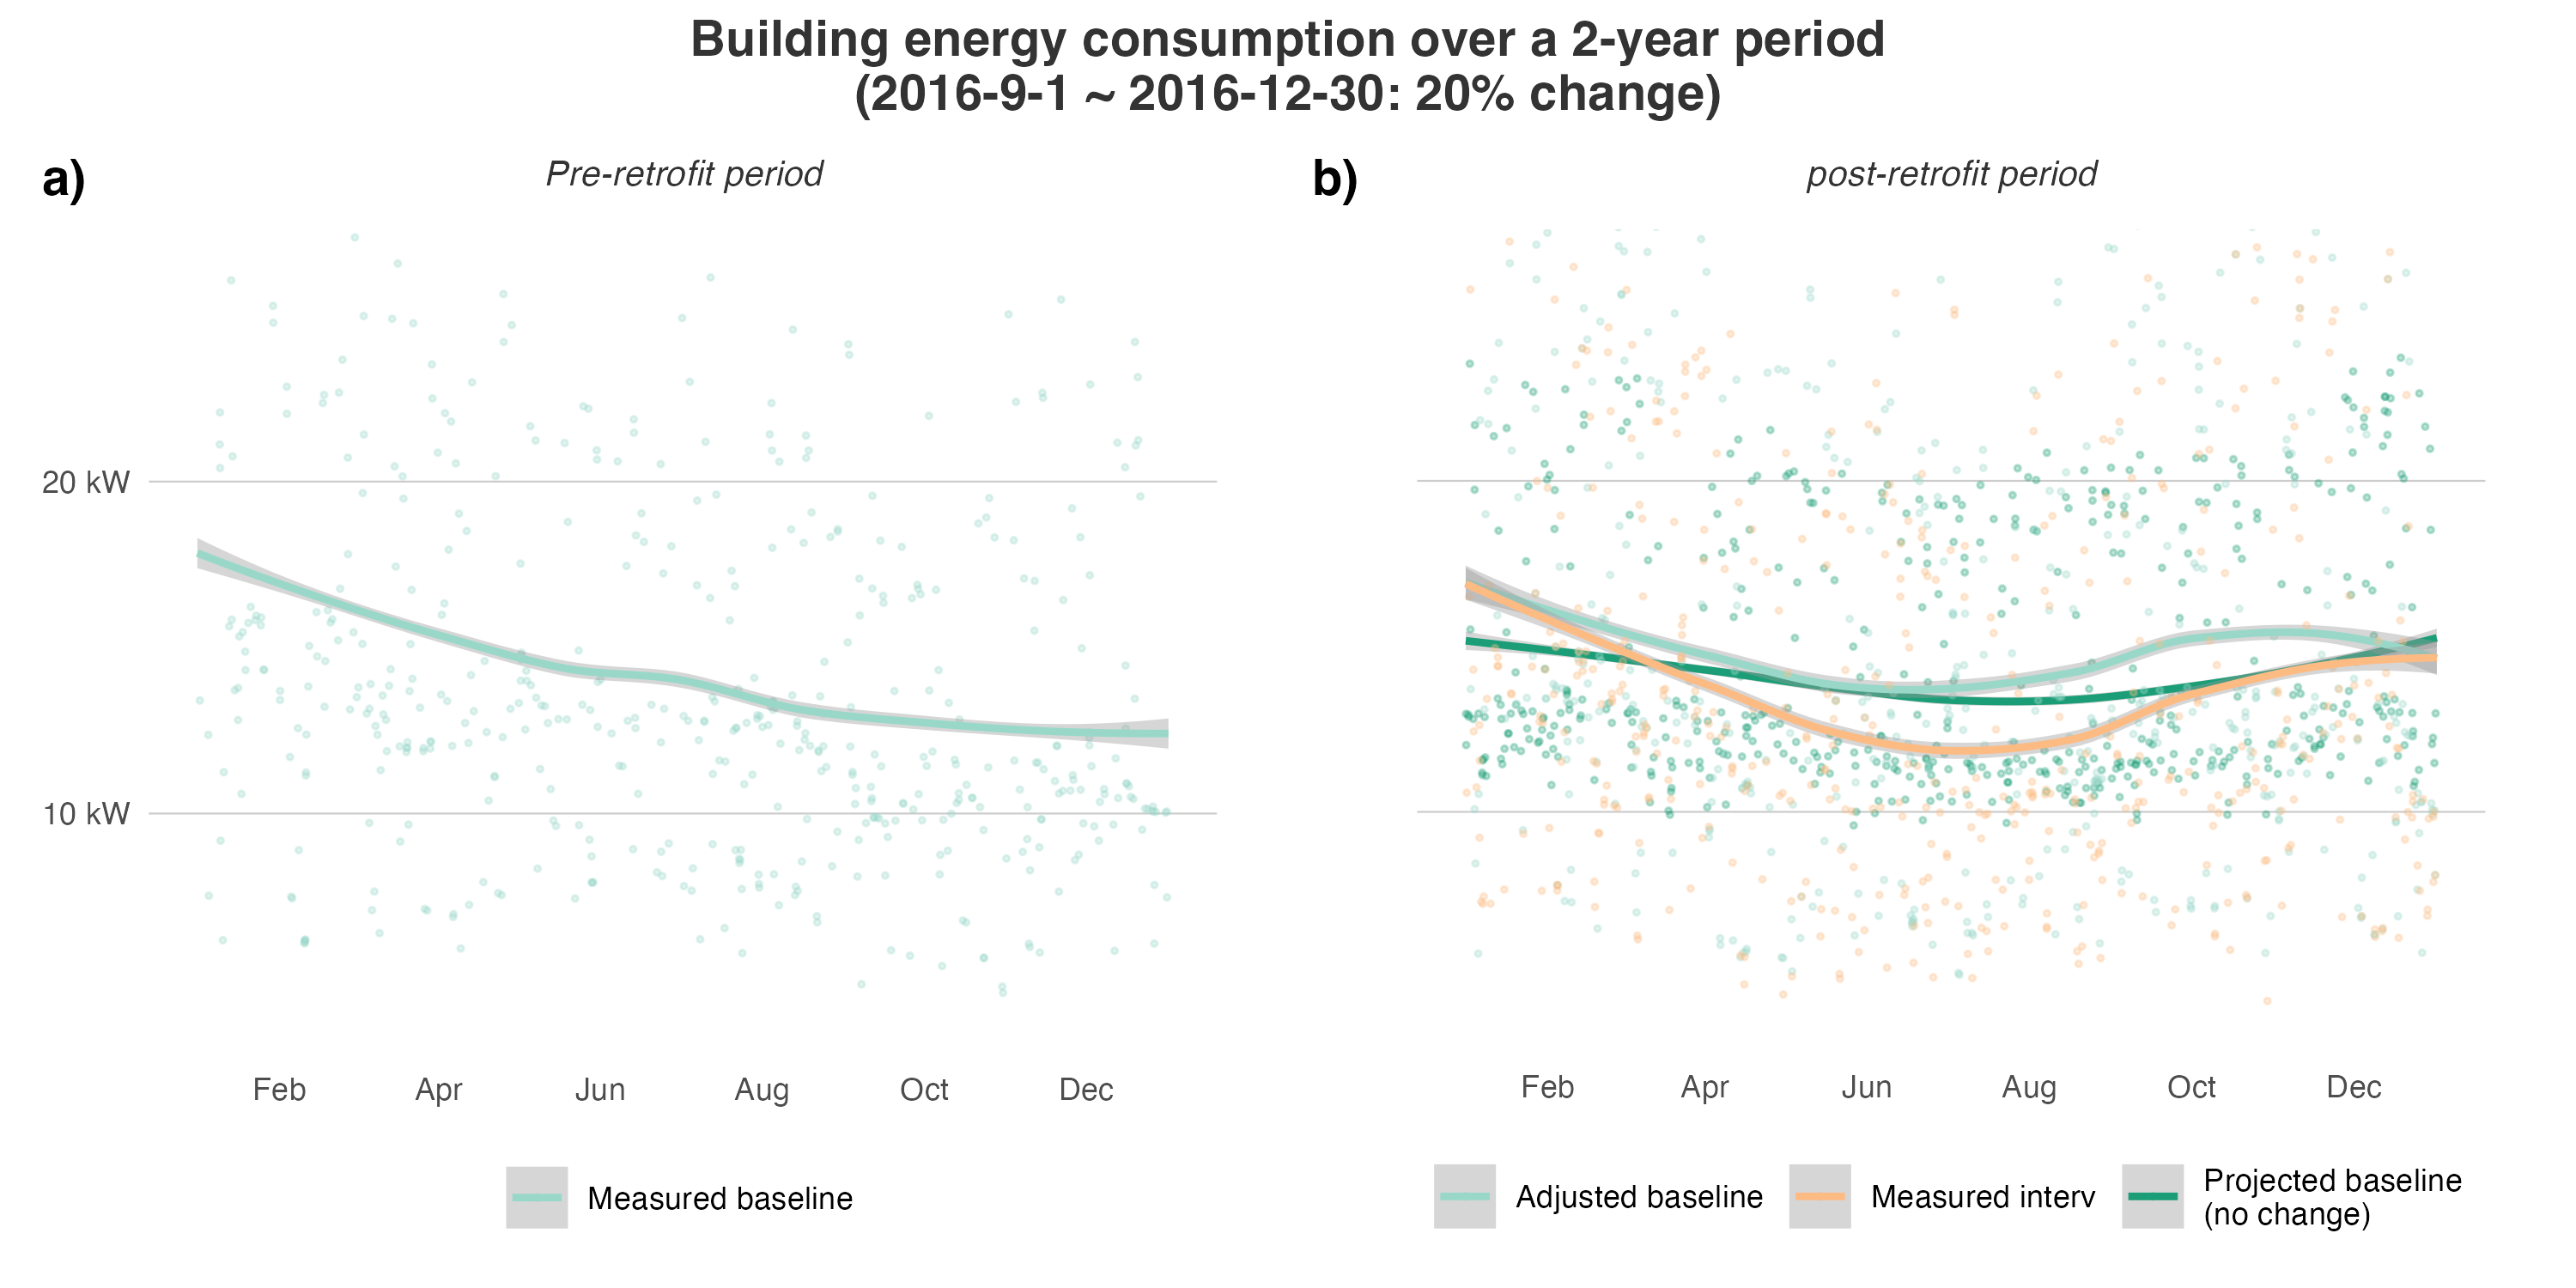 Building energy consumption over a 2-year period
(2016-9-1 ~ 2016-12-30: 20% change)
a)
Pre-retrofit period
20 kW
10 kW
Feb Apr Jun Aug Oct Dec
Measured baseline
b)
post-retrofit period
Feb Apr Jun Aug Oct Dec
Adjusted baseline
Measured interv
Projected baseline
(no change)